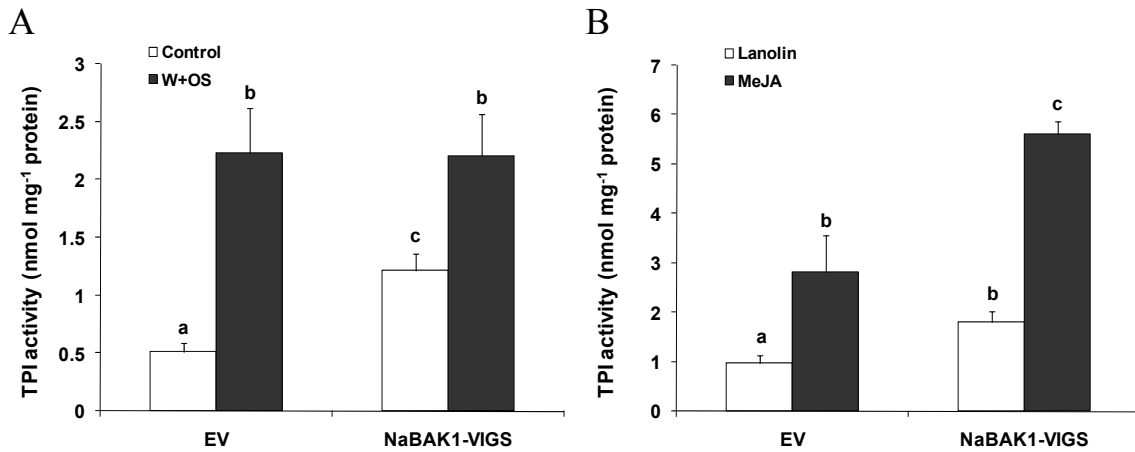 A
Control
W+OS
TPI activity (nmol mg-1 protein)
3
2.5
2
1.5
1
0.5
0
a
b
c
b
EV
NaBAK1-VIGS
B
Lanolin
MeJA
TPI activity (nmol mg-1 protein)
7
6
5
4
3
2
1
0
a
b
b
c
EV
NaBAK1-VIGS